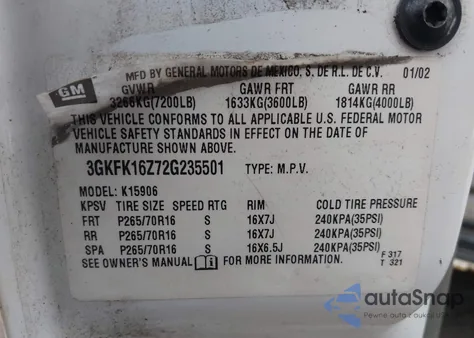 MFD BY GENERAL MOTORS DE MEXICO, S. DE R.L. DE C.V. 01/02
GM GVWR GAWR FRT GAWR RR
3266KG(7200LB) 1633KG(3600LB) 1814KG(4000LB)
THIS VEHICLE CONFORMS TO ALL APPLICABLE U.S. FEDERAL MOTOR
VEHICLE SAFETY STANDARDS IN EFFECT ON THE DATE OF
MANUFACTURE SHOWN ABOVE.
3GKFK16Z72G235501 TYPE: M.P.V.
MODEL: K15906
KPSV TIRE SIZE SPEED RTG RIM COLD TIRE PRESSURE
FRT P265/70R16 S 16X7J 240KPA(35PSI)
RR P265/70R16 S 16X7J 240KPA(35PSI)
SPA P265/70R16 S 16X6.5J 240KPA(35PSI)
SEE OWNER'S MANUAL FOR MORE INFORMATION.
F 317
T 321
autoSnap